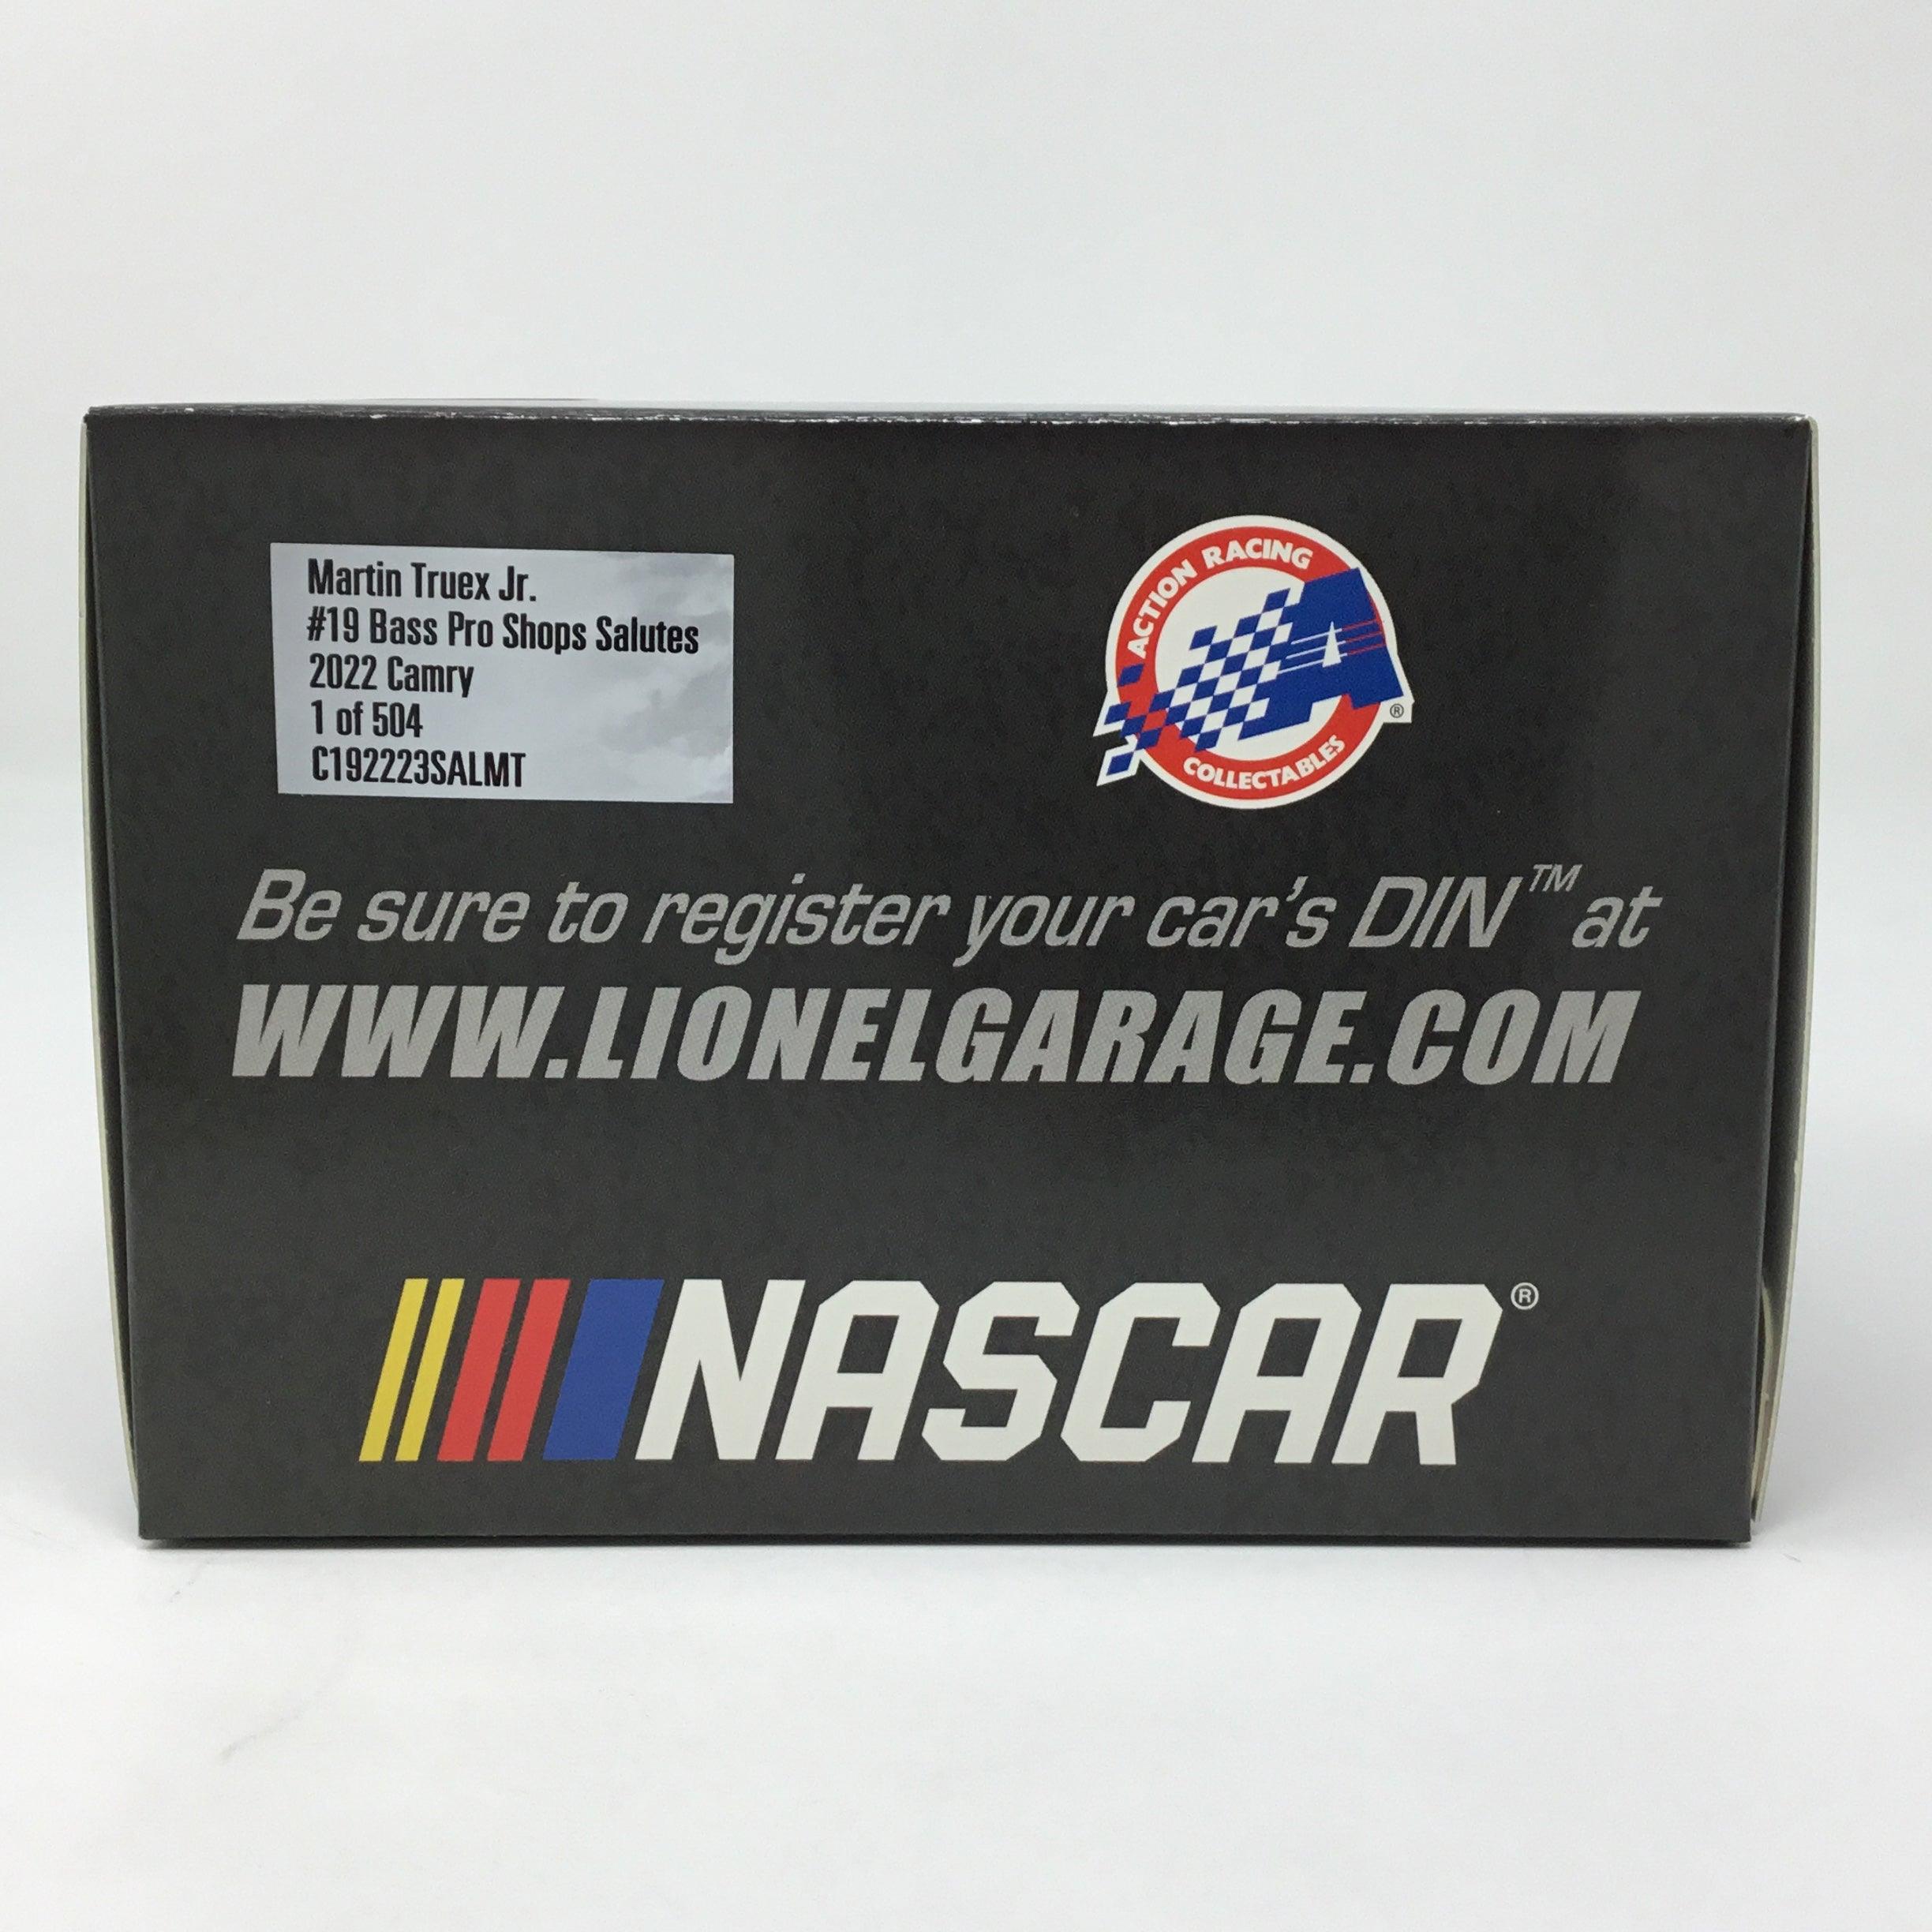 Martin Truex Jr.
#19 Bass Pro Shops Salutes
2022 Camry
1 of 504
C192223SALMT
ACTION RACING
A
®
COLLECTABLES
Be sure to register your car's DIN™ at
WWW.LIONELGARAGE.COM
NASCAR®